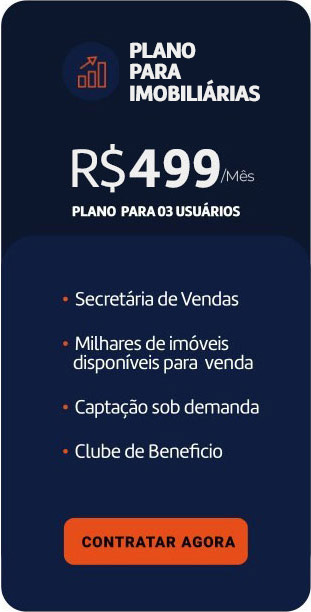 PLANO
PARA
IMOBILIÁRIAS
R$499/Mês
PLANO PARA 03 USUÁRIOS
• Secretária de Vendas
• Milhares de imóveis
disponíveis para venda
• Captação sob demanda
• Clube de Beneficio
CONTRATAR AGORA